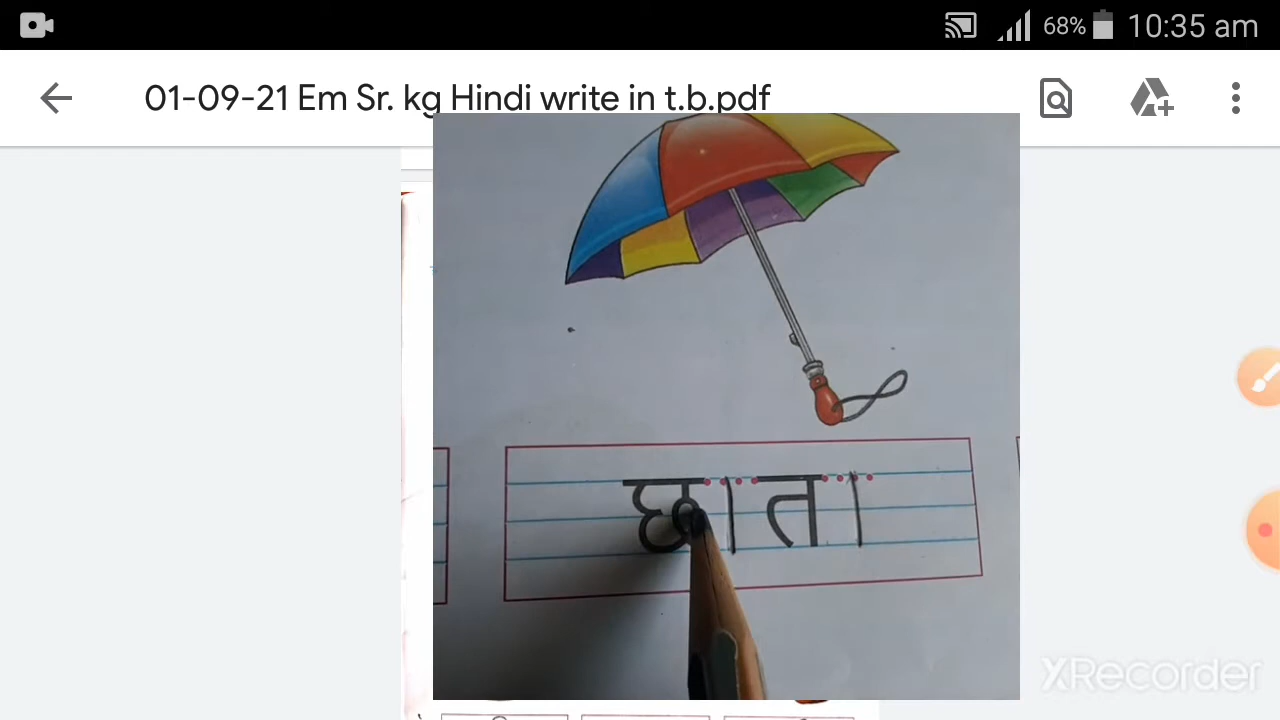 68% 10:35 am
01-09-21 Em Sr. kg Hindi write in t.b.pdf
छाता
XRecorder